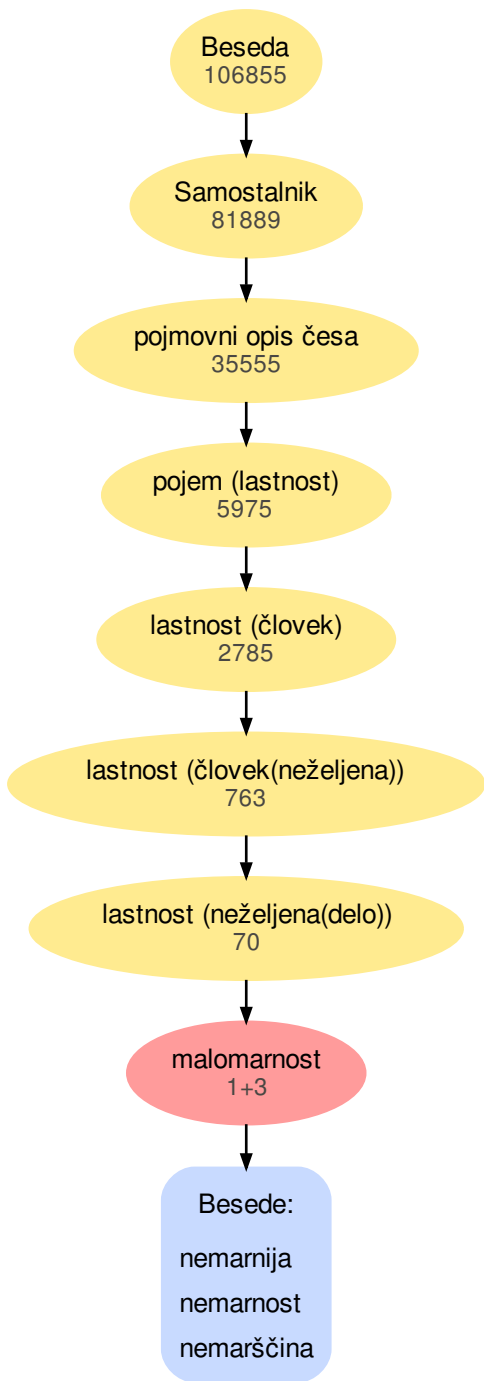 Beseda
106855
Samostalnik
81889
pojmovni opis česa
35555
pojem (lastnost)
5975
lastnost (človek)
2785
lastnost (človek(neželjena))
763
lastnost (neželjena(delo))
70
malomarnost
1+3
Besede:
nemarnija
nemarnost
nemarščina